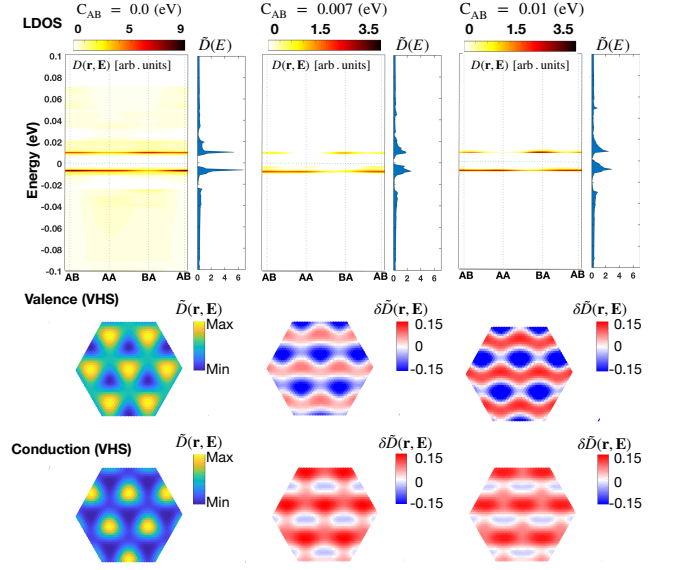 LDOS
C_AB = 0.0 (eV)
C_AB = 0.007 (eV)
C_AB = 0.01 (eV)
0 5 9
D̃(E)
0 1.5 3.5
D̃(E)
0 1.5 3.5
D̃(E)
D(r, E) [arb. units]
D(r, E) [arb. units]
D(r, E) [arb. units]
Energy (eV)
0.1
0.08
0.06
0.04
0.02
0
-0.02
-0.04
-0.06
-0.08
-0.1
AB AA BA AB
0 2 4 6
AB AA BA AB
0 2 4 6
AB AA BA AB
0 2 4 6
Valence (VHS)
D̃(r, E)
Max
Min
δD̃(r, E)
0.15
-0.15
δD̃(r, E)
0.15
-0.15
Conduction (VHS)
D̃(r, E)
Max
Min
δD̃(r, E)
0.15
-0.15
δD̃(r, E)
0.15
-0.15